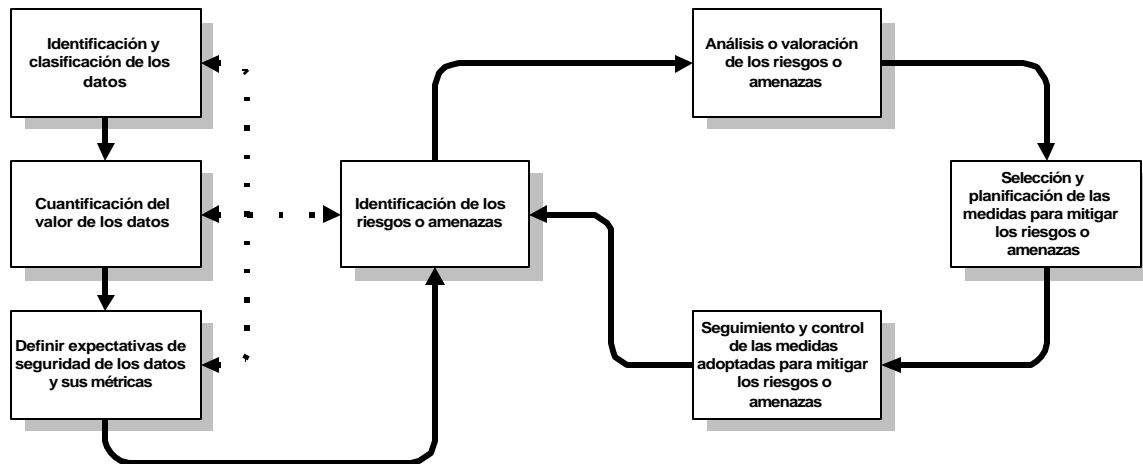 Identificación y
clasificación de los
datos
Cuantificación del
valor de los datos
Definir expectativas de
seguridad de los datos
y sus métricas
Identificación de los
riesgos o amenazas
Análisis o valoración
de los riesgos o
amenazas
Selección y
planificación de las
medidas para mitigar
los riesgos o
amenazas
Seguimiento y control
de las medidas
adoptadas para mitigar
los riesgos o
amenazas